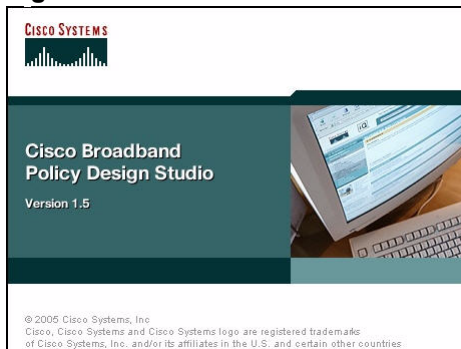 CISCO SYSTEMS
Cisco Broadband
Policy Design Studio
Version 1.5
© 2005 Cisco Systems, Inc
Cisco, Cisco Systems and Cisco Systems logo are registered trademarks
of Cisco Systems, Inc. and/or its affiliates in the U.S. and certain other countries